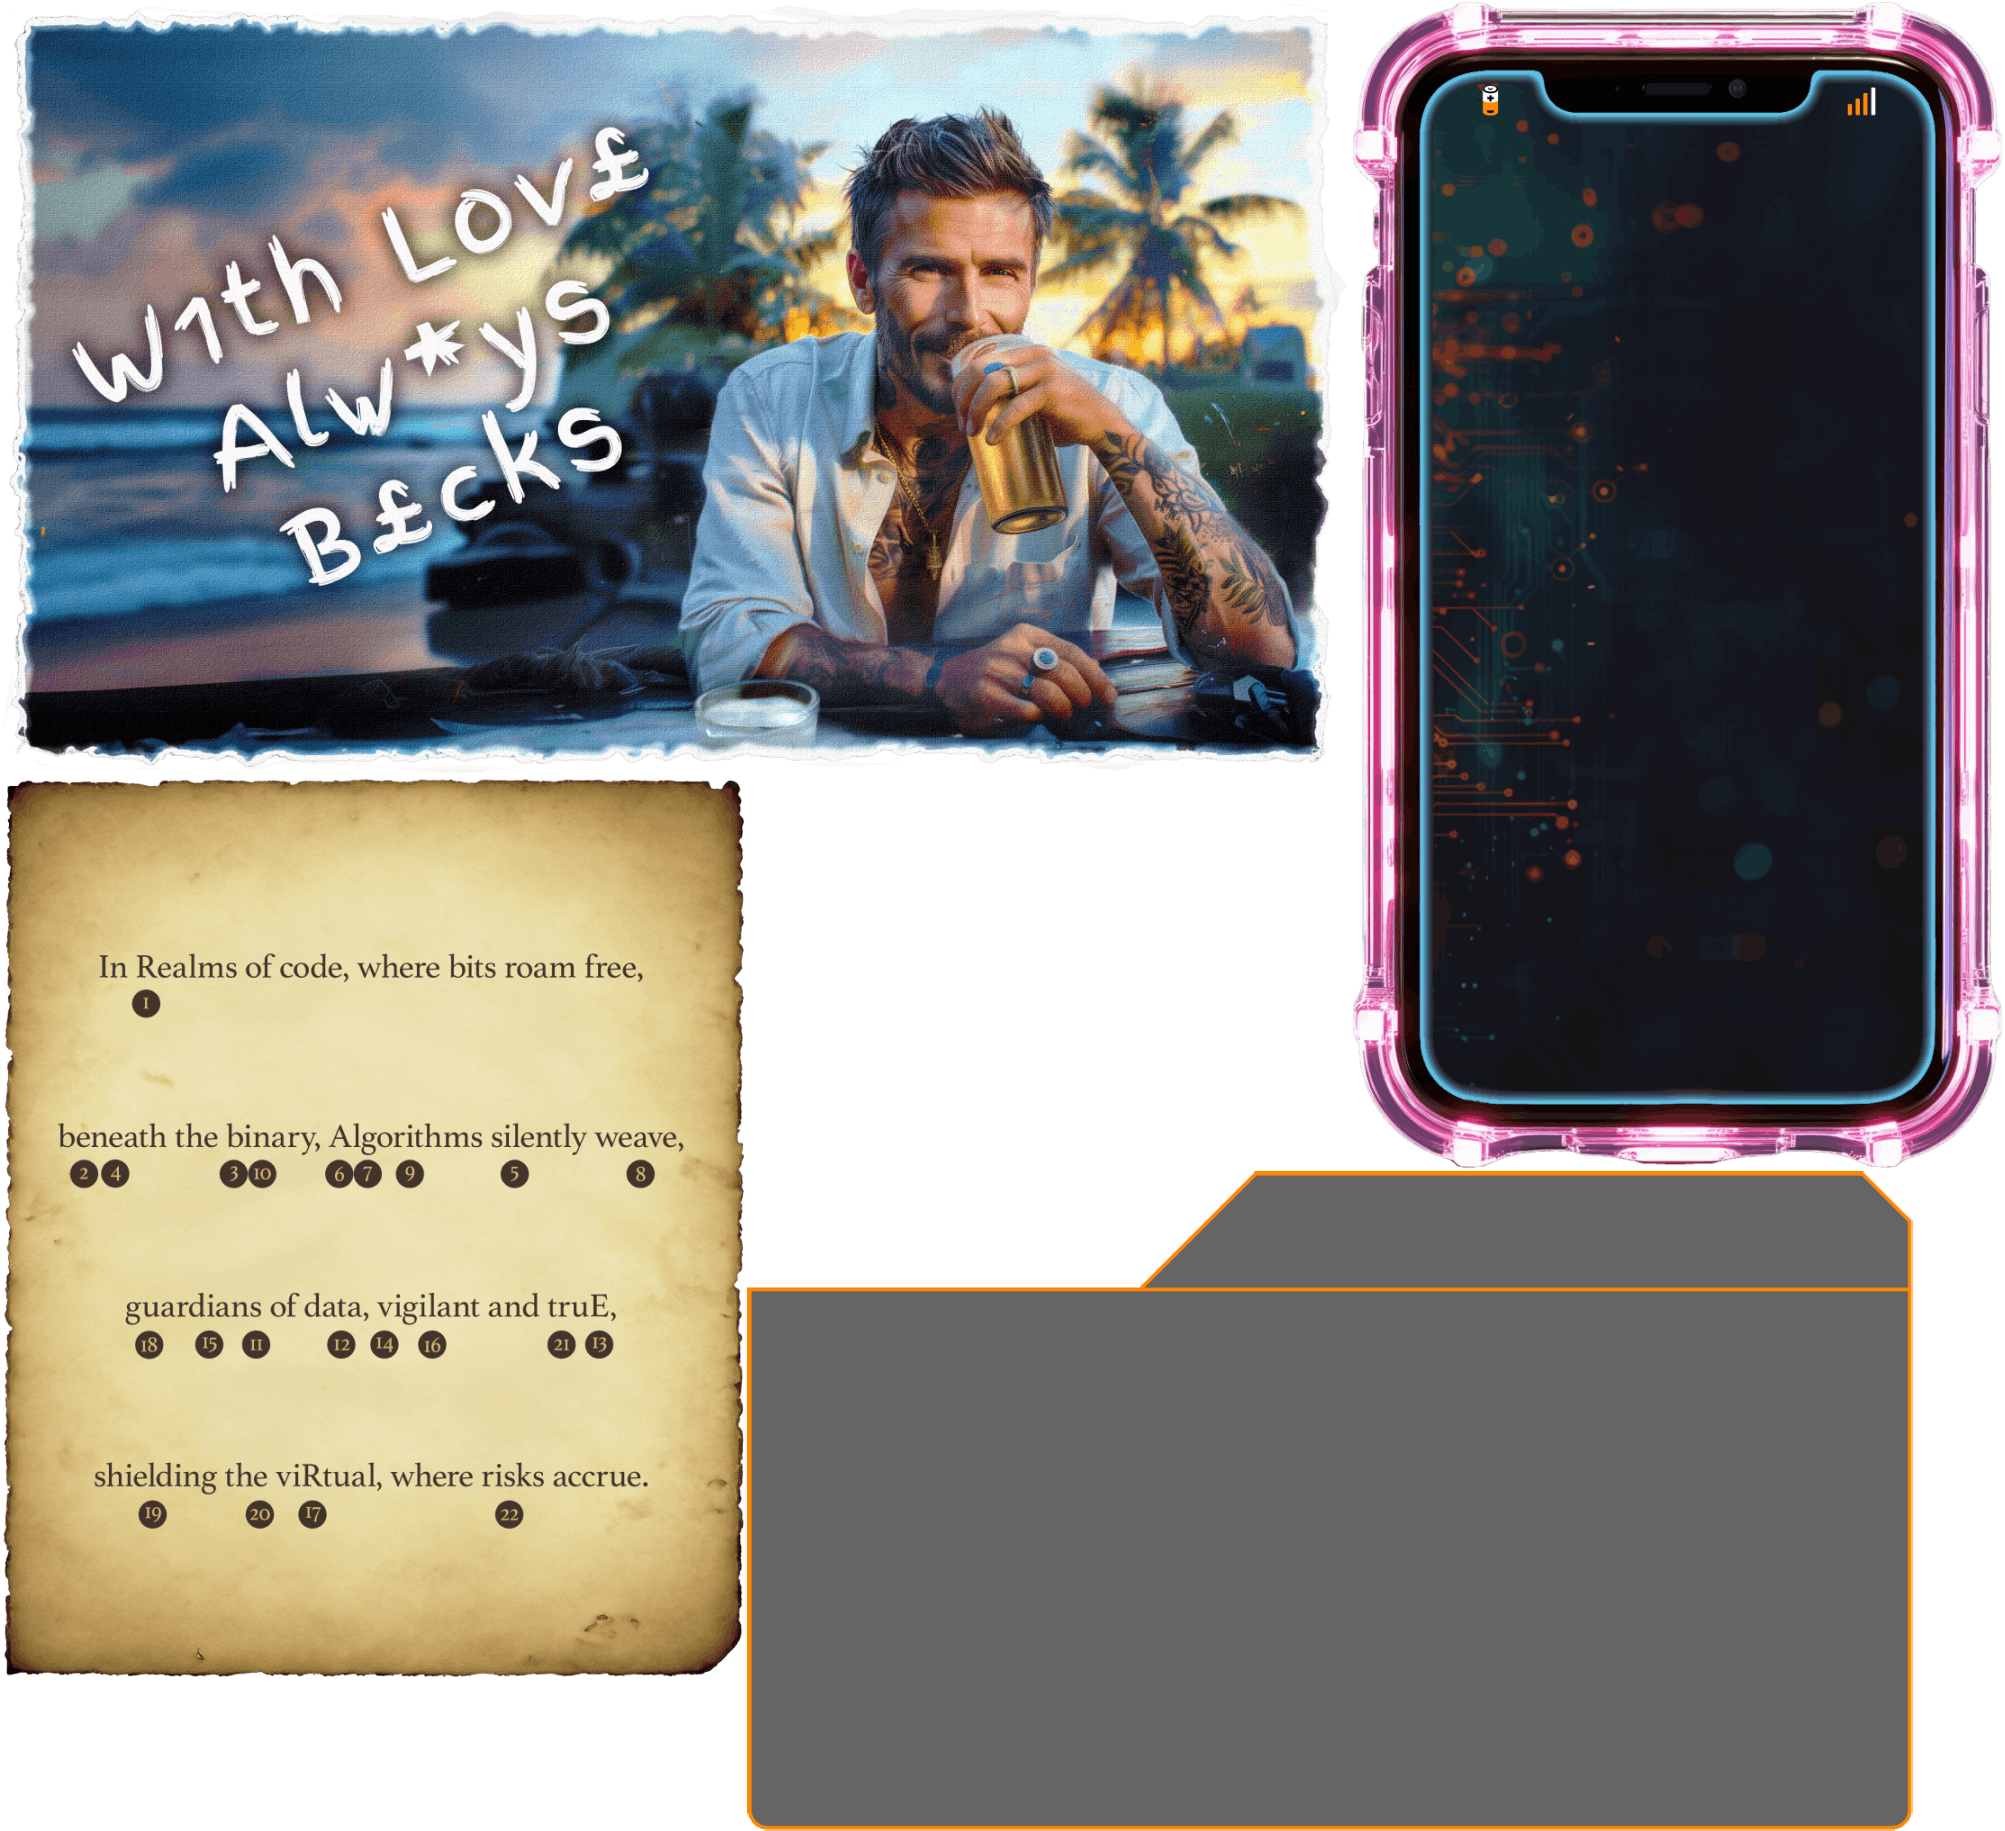 W1th Lov£
Alw*ys
B£cks
In Realms of code, where bits roam free,
1
beneath the binary, Algorithms silently weave,
2 4 3 10 6 7 9 5 8
guardians of data, vigilant and truE,
18 15 11 12 14 16 21 13
shielding the viRtual, where risks accrue.
19 20 17 22